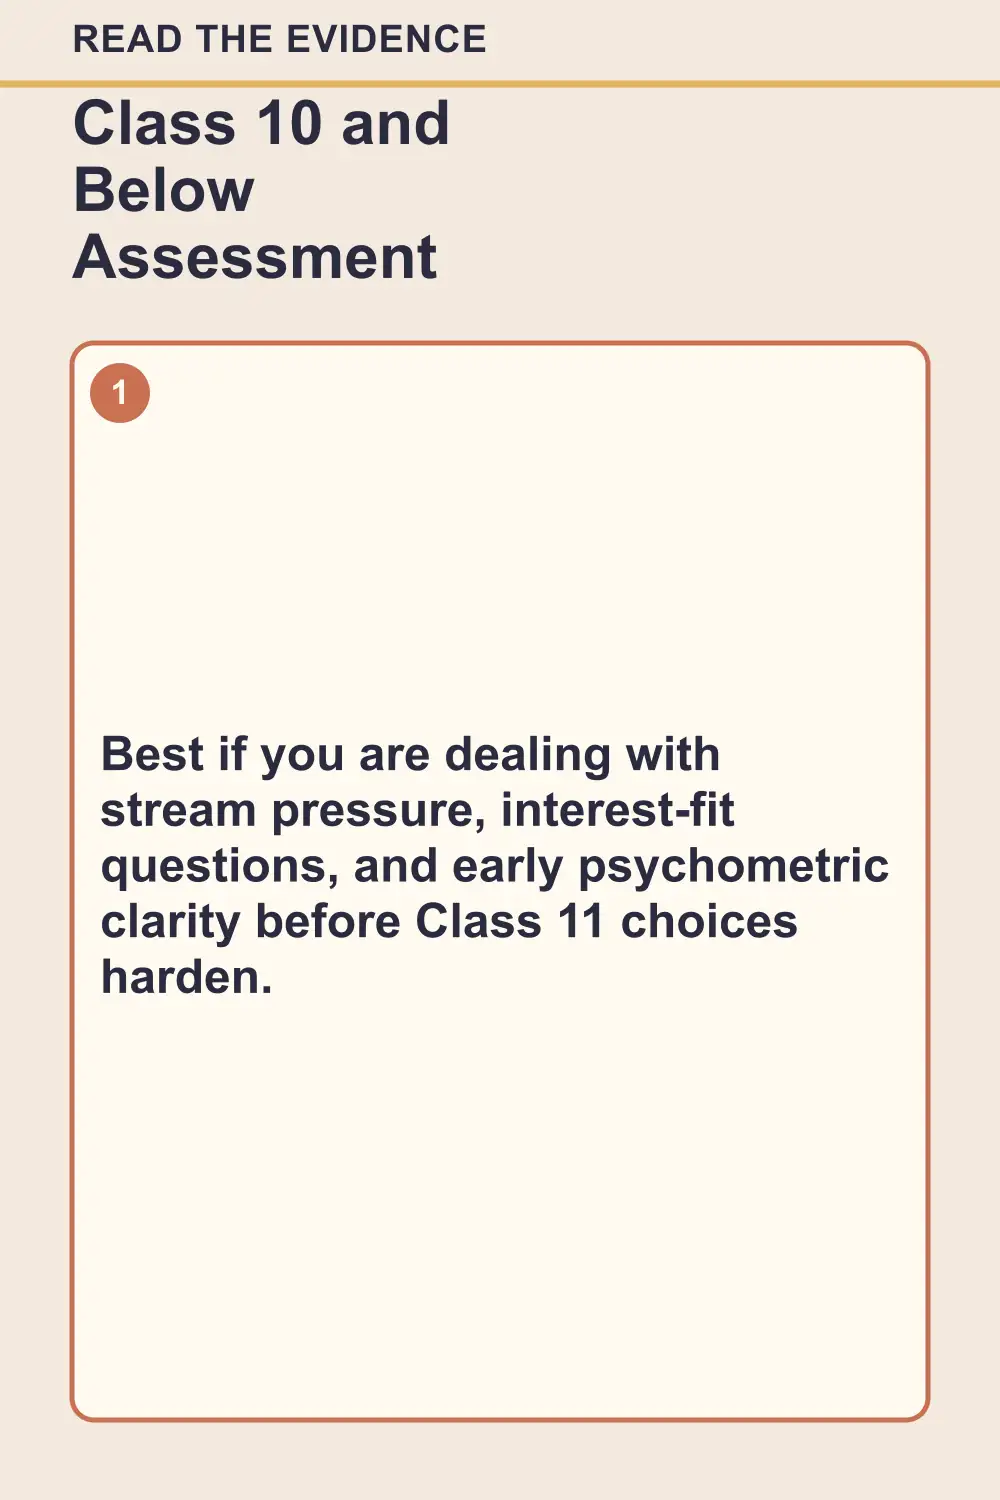 READ THE EVIDENCE
Class 10 and
Below
Assessment
1
Best if you are dealing with
stream pressure, interest-fit
questions, and early psychometric
clarity before Class 11 choices
harden.